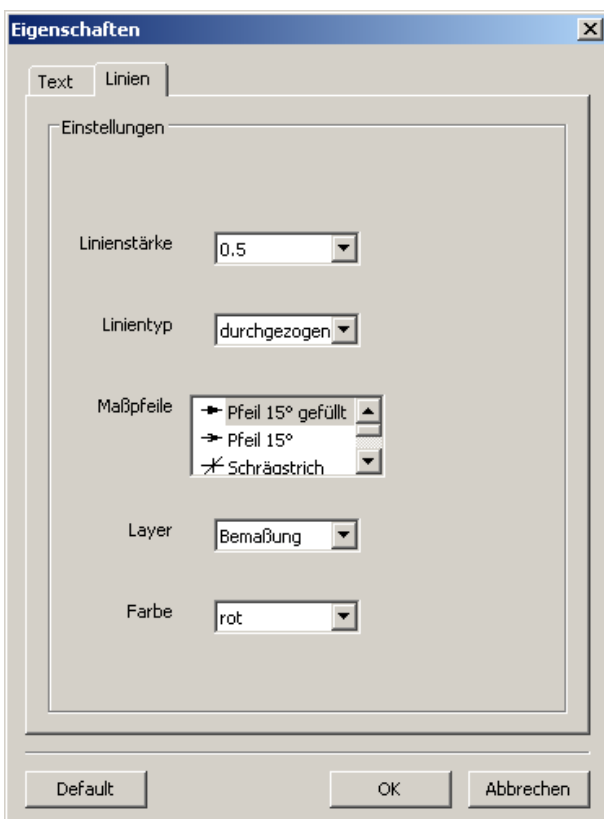 Eigenschaften
Text
Linien
Einstellungen
Linienstärke
0.5
Linientyp
durchgezogen
Maßpfeile
Pfeil 15° gefüllt
Pfeil 15°
Schrägstrich
Layer
Bemaßung
Farbe
rot
Default
OK
Abbrechen